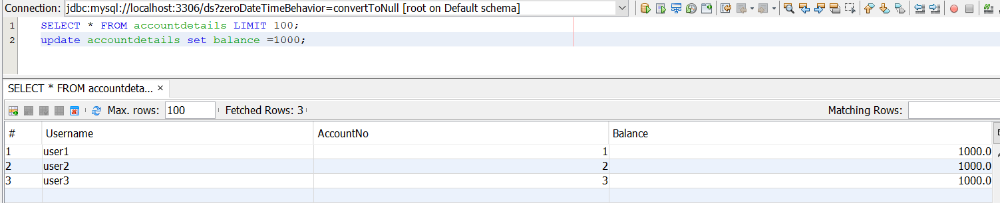 Connection: jdbc:mysql://localhost:3306/ds?zeroDateTimeBehavior=convertToNull [root on Default schema]
1 SELECT * FROM accountdetails LIMIT 100;
2 update accountdetails set balance =1000;
SELECT * FROM accountdeta... ×
Max. rows: 100 Fetched Rows: 3 Matching Rows:
# Username AccountNo Balance
1 user1 1 1000.0
2 user2 2 1000.0
3 user3 3 1000.0